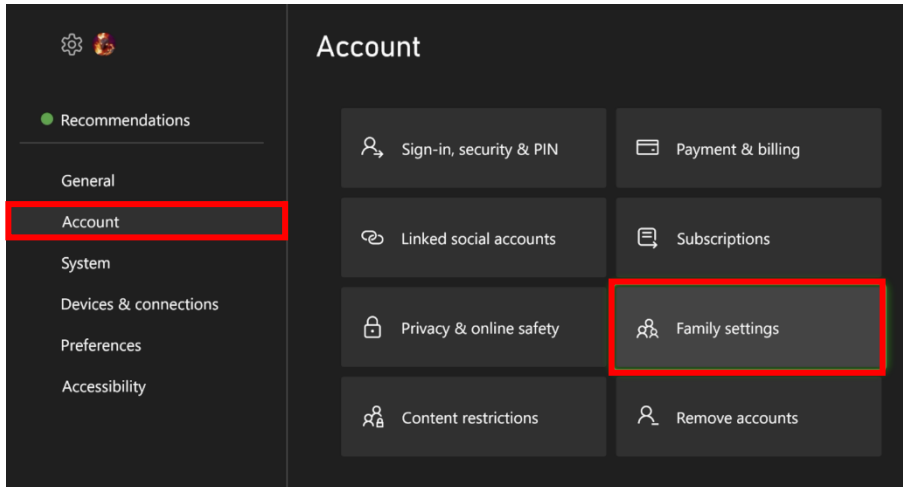 Account
Recommendations
General
Account
System
Devices & connections
Preferences
Accessibility
Sign-in, security & PIN
Payment & billing
Linked social accounts
Subscriptions
Privacy & online safety
Family settings
Content restrictions
Remove accounts